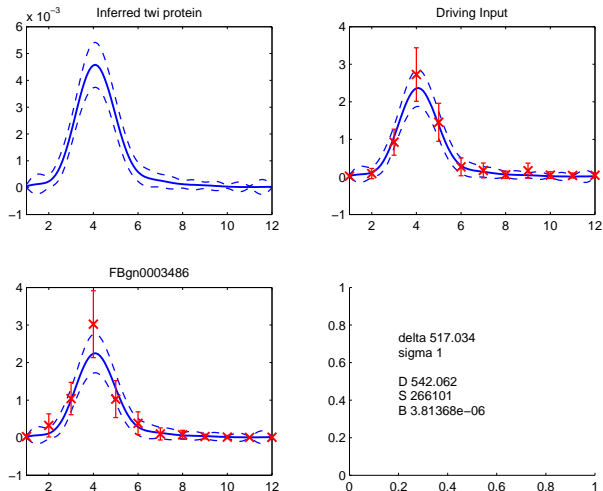 Inferred twi protein
x 10⁻³
6
5
4
3
2
1
0
−1
2 4 6 8 10 12
Driving Input
4
3
2
1
0
−1
2 4 6 8 10 12
FBgn0003486
4
3
2
1
0
−1
2 4 6 8 10 12
1
0.8
0.6
0.4
0.2
0
0 0.2 0.4 0.6 0.8 1
delta 517.034
sigma 1
D 542.062
S 266101
B 3.81368e−06